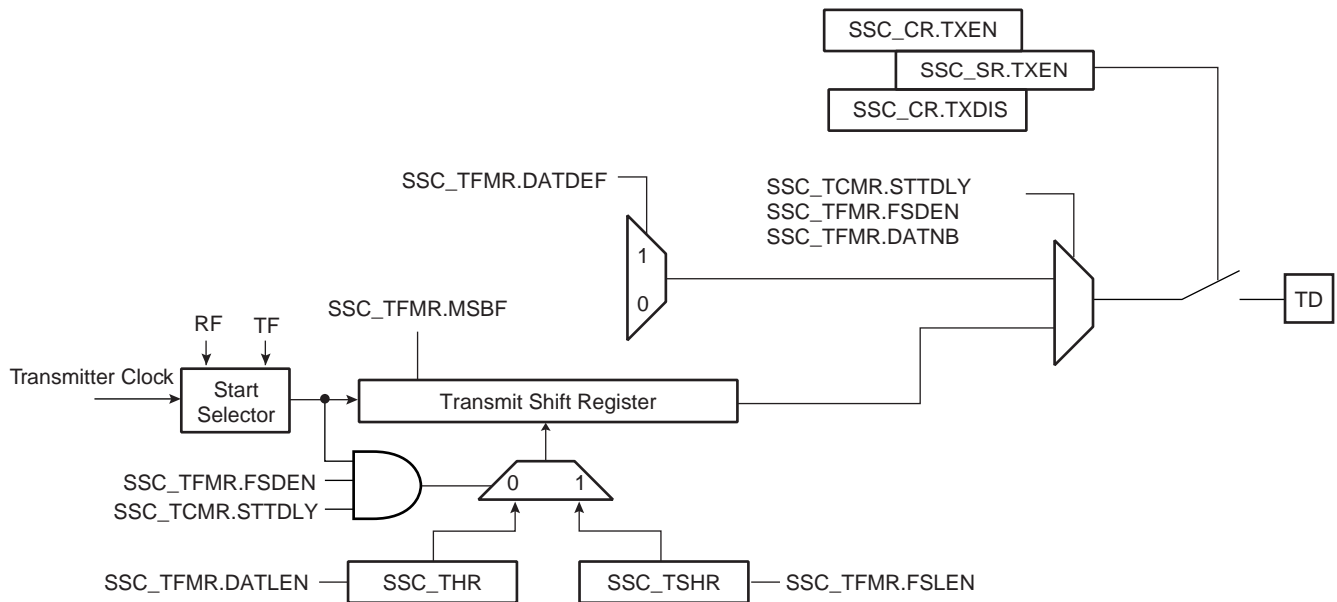 SSC_CR.TXEN
SSC_SR.TXEN
SSC_CR.TXDIS
SSC_TFMR.DATDEF
SSC_TCMR.STTDLY
SSC_TFMR.FSDEN
SSC_TFMR.DATNB
1
0
TD
SSC_TFMR.MSBF
RF
TF
Transmitter Clock
Start
Selector
Transmit Shift Register
SSC_TFMR.FSDEN
SSC_TCMR.STTDLY
0
1
SSC_TFMR.DATLEN
SSC_THR
SSC_TSHR
SSC_TFMR.FSLEN